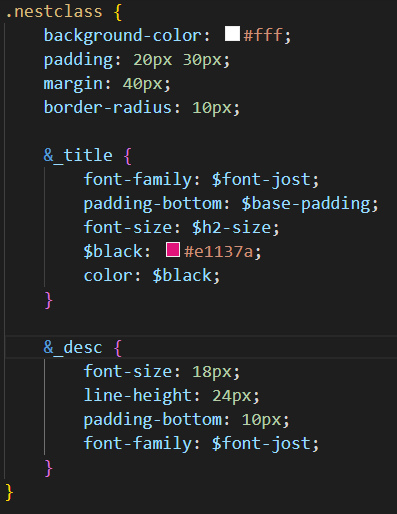 .nestclass {
    background-color: #fff;
    padding: 20px 30px;
    margin: 40px;
    border-radius: 10px;

    &_title {
        font-family: $font-jost;
        padding-bottom: $base-padding;
        font-size: $h2-size;
        $black: #e1137a;
        color: $black;
    }

    &_desc {
        font-size: 18px;
        line-height: 24px;
        padding-bottom: 10px;
        font-family: $font-jost;
    }
}